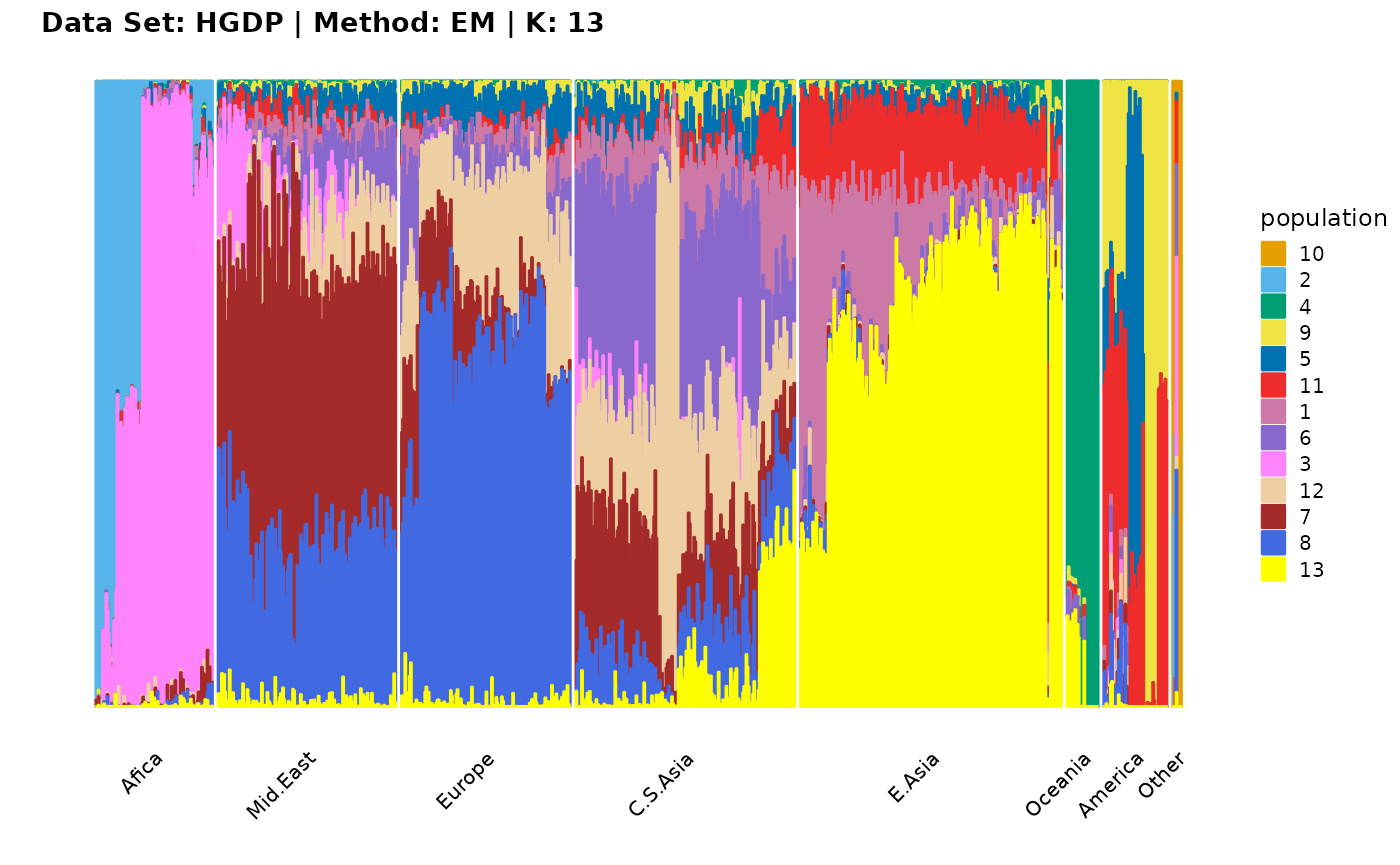 Data Set: HGDP | Method: EM | K: 13
population
10
2
4
9
5
11
1
6
3
12
7
8
13
Afica
Mid.East
Europe
C.S.Asia
E.Asia
Oceania
America
Other